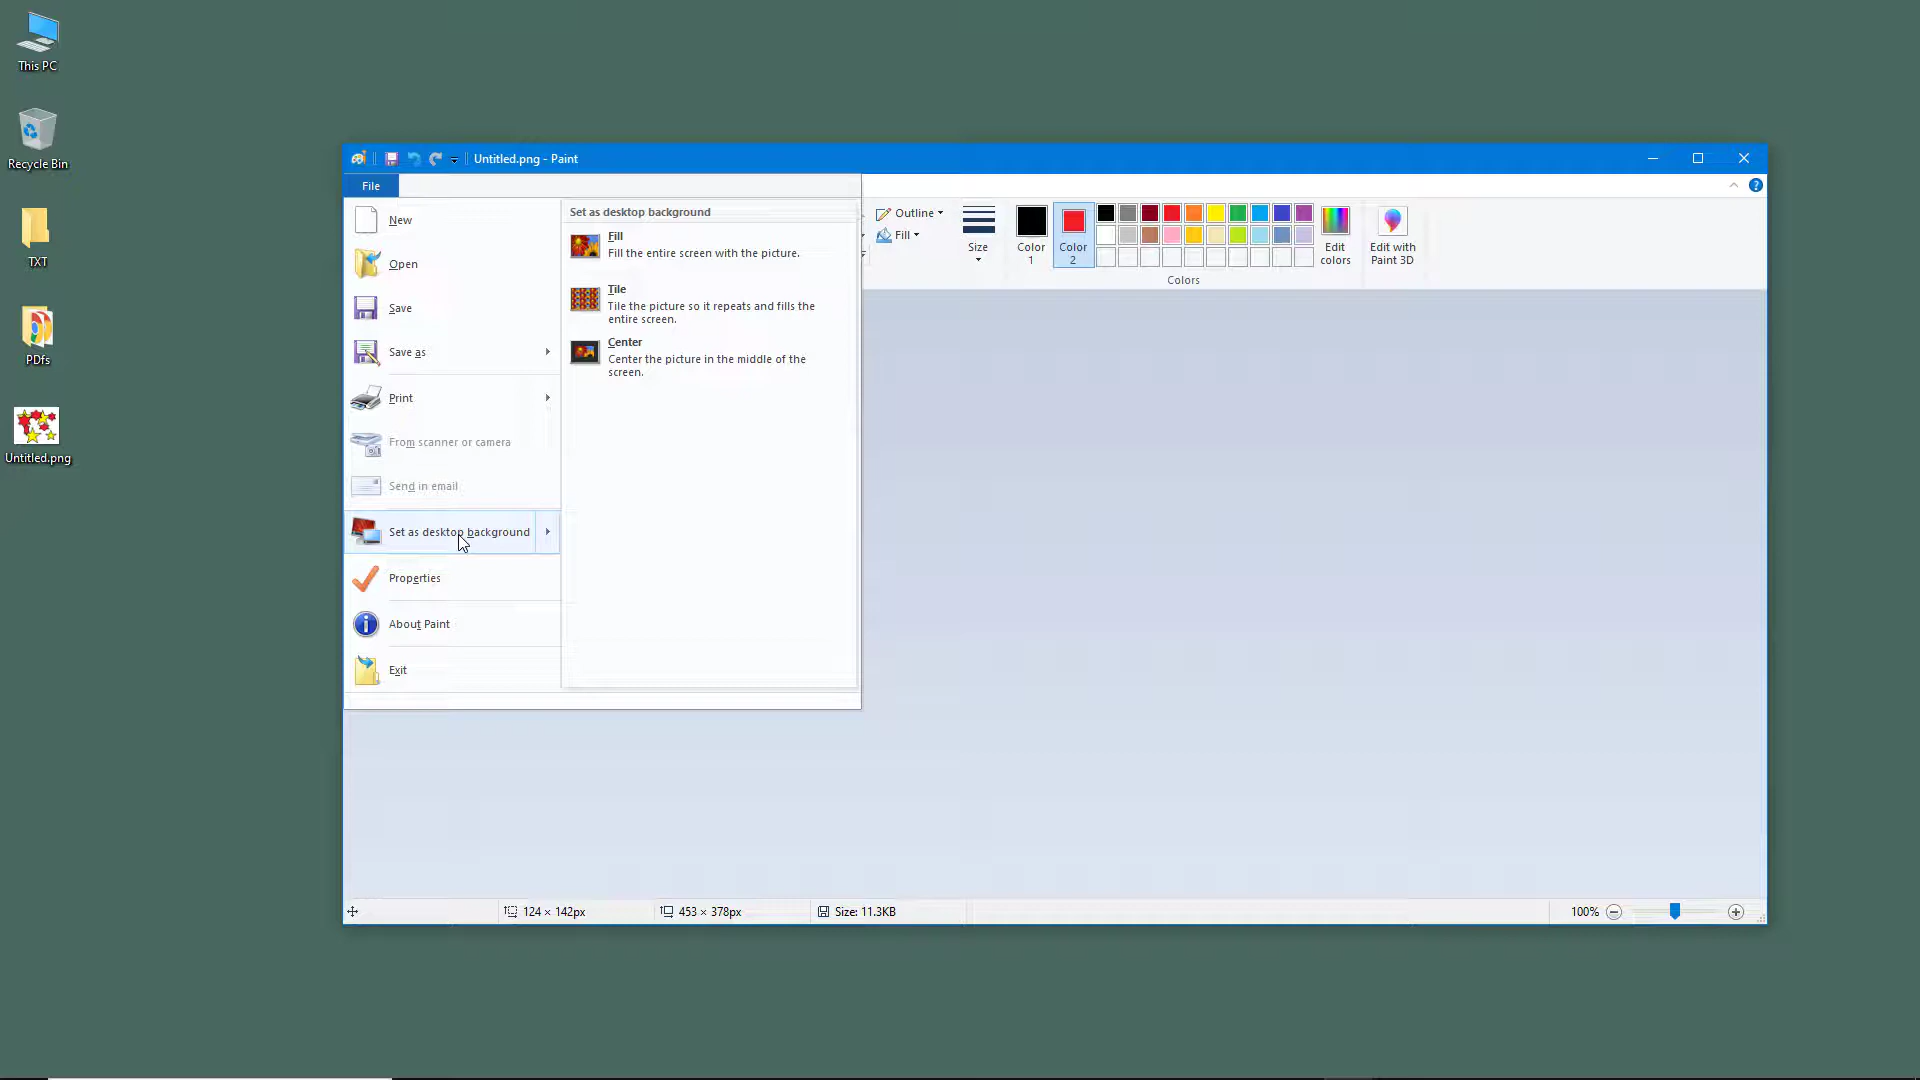 This PC
Recycle Bin
TXT
PDfs
Untitled.png
Untitled.png - Paint
File
New
Open
Save
Save as
Print
From scanner or camera
Send in email
Set as desktop background
Properties
About Paint
Exit
Set as desktop background
Fill
Fill the entire screen with the picture.
Tile
Tile the picture so it repeats and fills the
entire screen.
Center
Center the picture in the middle of the
screen.
Outline
Fill
Size
Color
1
Color
2
Edit
colors
Edit with
Paint 3D
Colors
124 × 142px
453 × 378px
Size: 11.3KB
100%